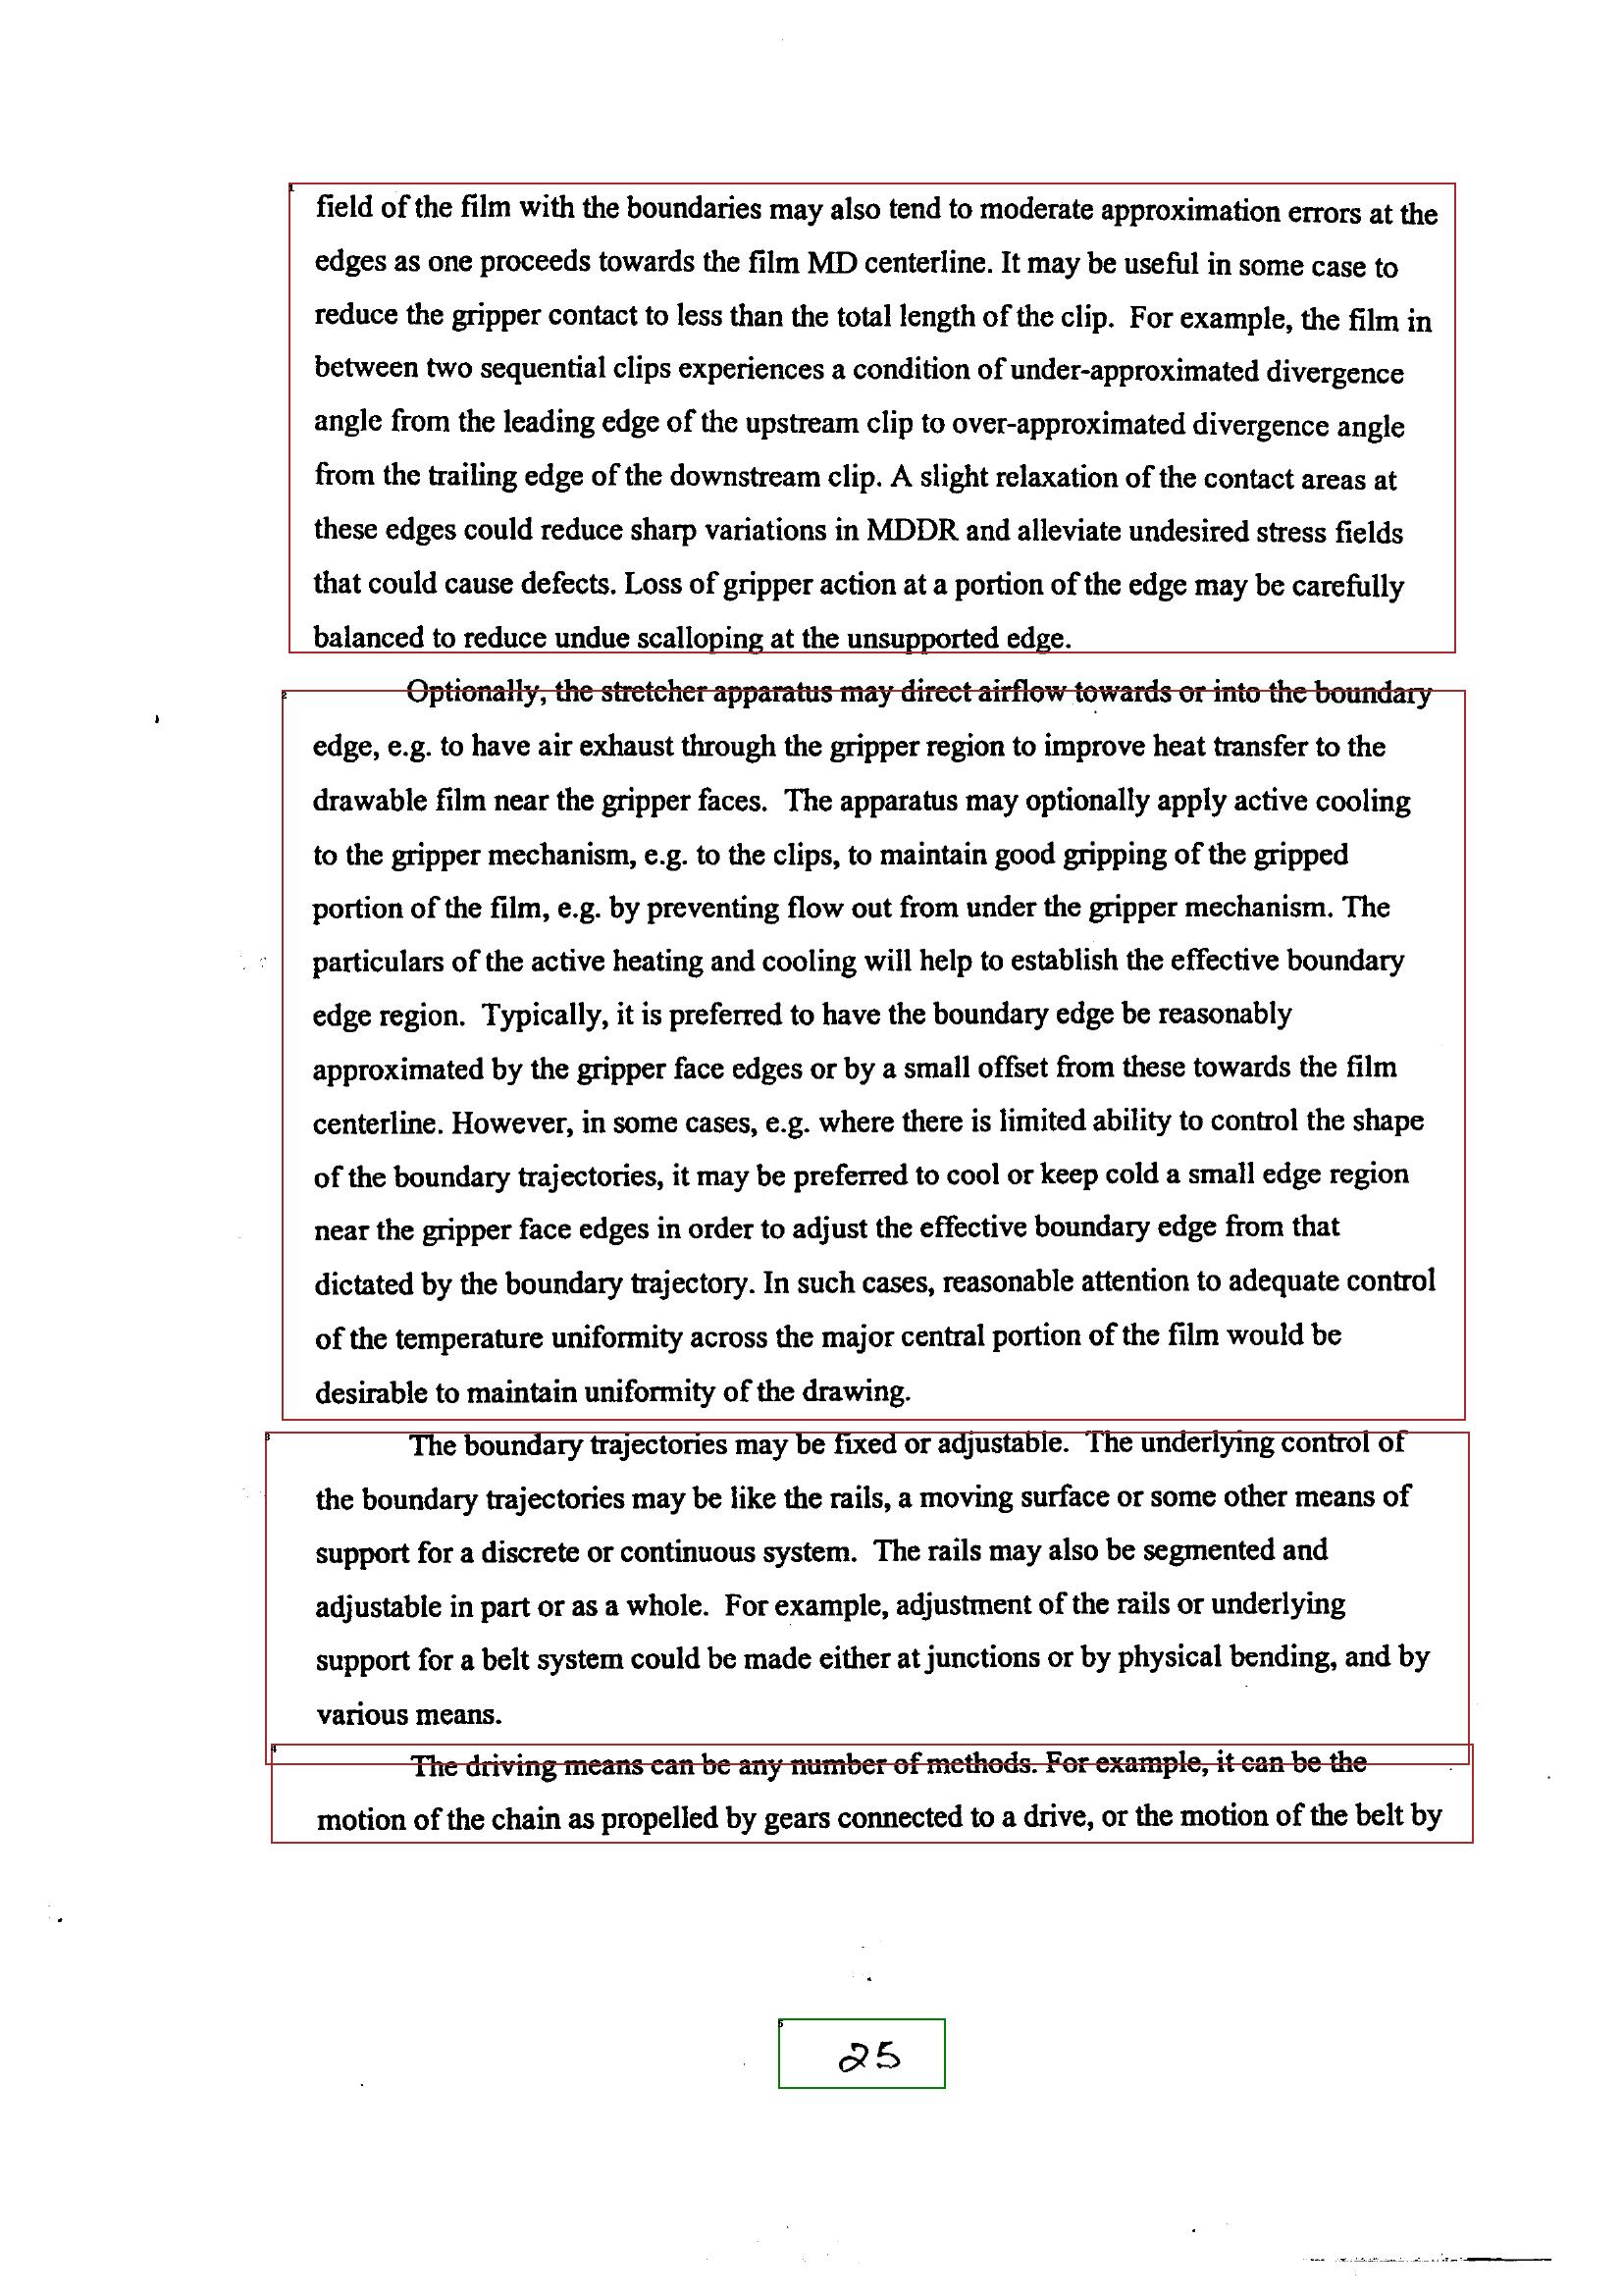 field of the film with the boundaries may also tend to moderate approximation errors at the
edges as one proceeds towards the film MD centerline. It may be useful in some case to
reduce the gripper contact to less than the total length of the clip.  For example, the film in
between two sequential clips experiences a condition of under-approximated divergence
angle from the leading edge of the upstream clip to over-approximated divergence angle
from the trailing edge of the downstream clip. A slight relaxation of the contact areas at
these edges could reduce sharp variations in MDDR and alleviate undesired stress fields
that could cause defects. Loss of gripper action at a portion of the edge may be carefully
balanced to reduce undue scalloping at the unsupported edge.
Optionally, the stretcher apparatus may direct airflow towards or into the boundary
edge, e.g. to have air exhaust through the gripper region to improve heat transfer to the
drawable film near the gripper faces.  The apparatus may optionally apply active cooling
to the gripper mechanism, e.g. to the clips, to maintain good gripping of the gripped
portion of the film, e.g. by preventing flow out from under the gripper mechanism. The
particulars of the active heating and cooling will help to establish the effective boundary
edge region.  Typically, it is preferred to have the boundary edge be reasonably
approximated by the gripper face edges or by a small offset from these towards the film
centerline. However, in some cases, e.g. where there is limited ability to control the shape
of the boundary trajectories, it may be preferred to cool or keep cold a small edge region
near the gripper face edges in order to adjust the effective boundary edge from that
dictated by the boundary trajectory. In such cases, reasonable attention to adequate control
of the temperature uniformity across the major central portion of the film would be
desirable to maintain uniformity of the drawing.
The boundary trajectories may be fixed or adjustable.  The underlying control of
the boundary trajectories may be like the rails, a moving surface or some other means of
support for a discrete or continuous system.  The rails may also be segmented and
adjustable in part or as a whole.  For example, adjustment of the rails or underlying
support for a belt system could be made either at junctions or by physical bending, and by
various means.
The driving means can be any number of methods. For example, it can be the
motion of the chain as propelled by gears connected to a drive, or the motion of the belt by
25